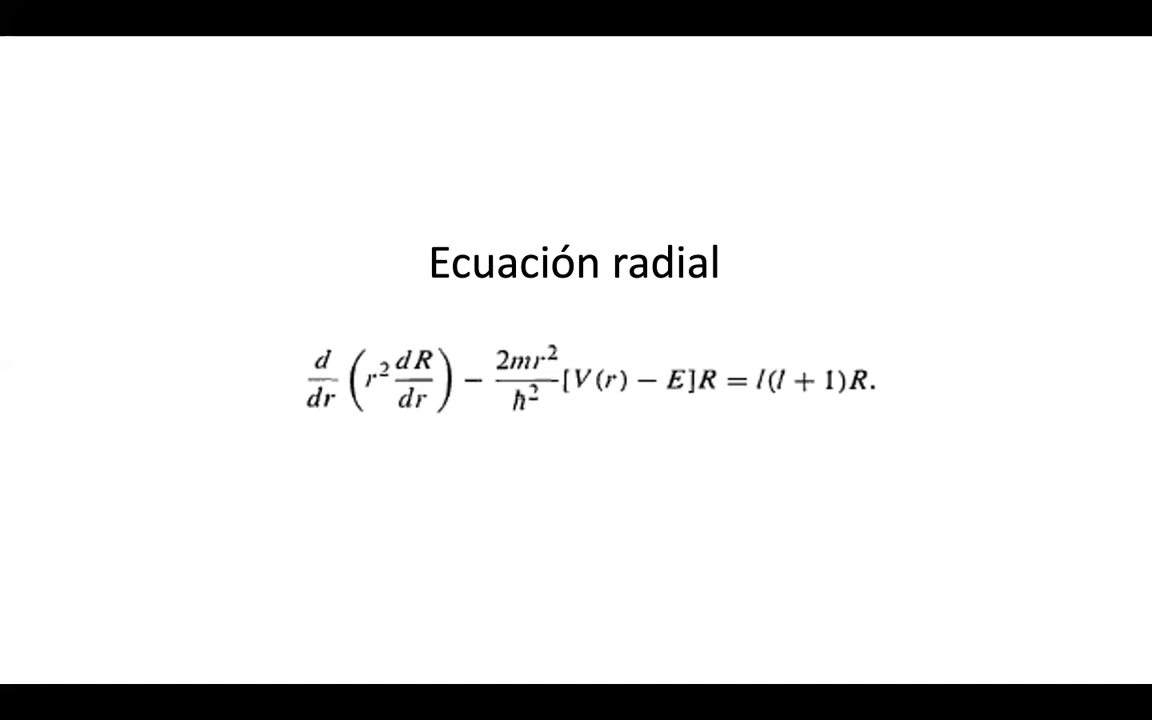 Ecuación radial
d/dr (r² dR/dr) − 2mr²/ħ² [V(r) − E]R = l(l + 1)R.